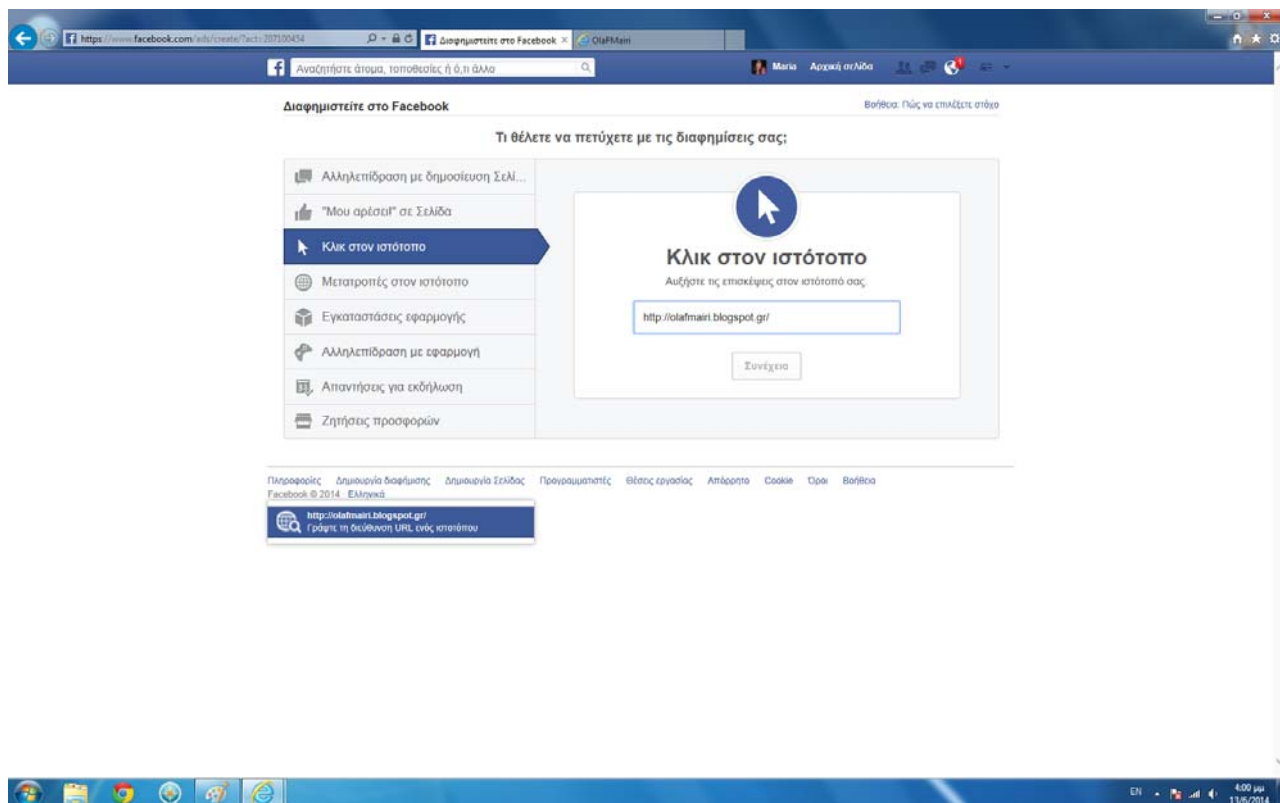 https://www.facebook.com/ads/create/?act=207100434
Διαφημιστείτε στο Facebook
OlaFMairi
Αναζητήστε άτομα, τοποθεσίες ή ό,τι άλλο
Maria Αρχική σελίδα
1
Διαφημιστείτε στο Facebook
Βοήθεια: Πώς να επιλέξετε στόχο
Τι θέλετε να πετύχετε με τις διαφημίσεις σας;
Αλληλεπίδραση με δημοσίευση Σελί...
"Μου αρέσει!" σε Σελίδα
Κλικ στον ιστότοπο
Μετατροπές στον ιστότοπο
Εγκαταστάσεις εφαρμογής
Αλληλεπίδραση με εφαρμογή
Απαντήσεις για εκδήλωση
Ζητήσεις προσφορών
Κλικ στον ιστότοπο
Αυξήστε τις επισκέψεις στον ιστότοπό σας.
http://olafmairi.blogspot.gr/
Συνέχεια
Πληροφορίες Δημιουργία διαφήμισης Δημιουργία Σελίδας Προγραμματιστές Θέσεις εργασίας Απόρρητο Cookie Όροι Βοήθεια
Facebook © 2014 · Ελληνικά
http://olafmairi.blogspot.gr/
Γράψτε τη διεύθυνση URL ενός ιστοτόπου
EN
4:00 μμ
13/6/2014